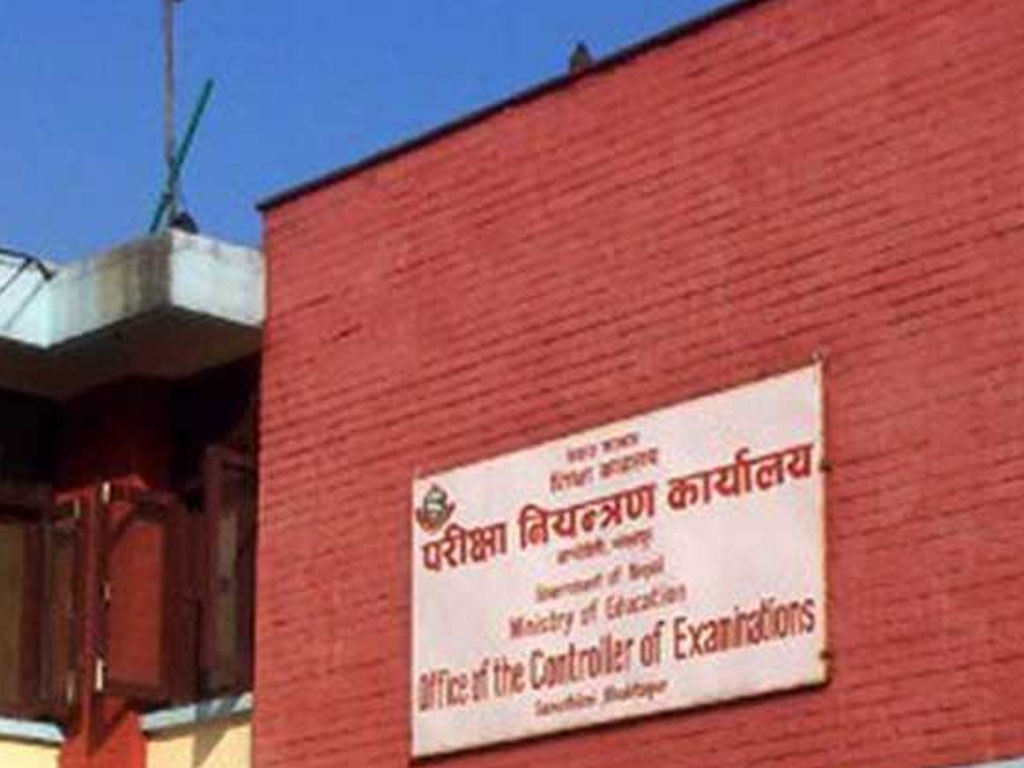 नेपाल सरकार
शिक्षा मन्त्रालय
परीक्षा नियन्त्रण कार्यालय
सानोठिमी, भक्तपुर
Government of Nepal
Ministry of Education
Office of the Controller of Examinations
Sanothimi, Bhaktapur